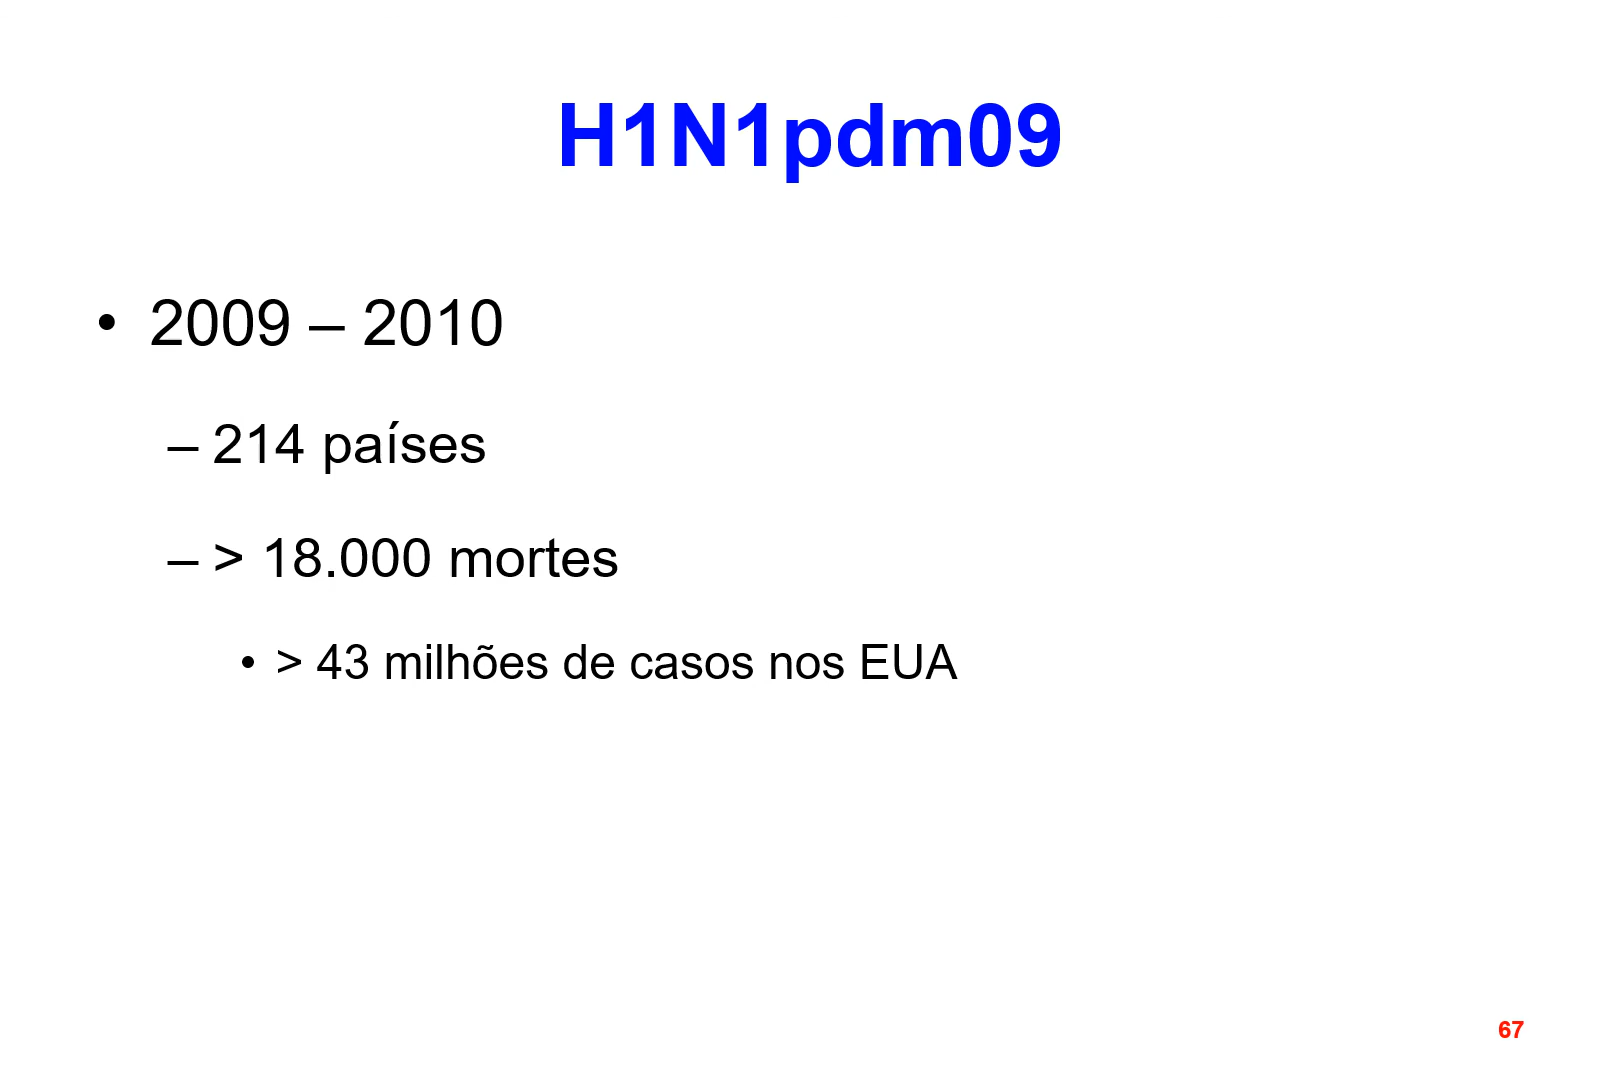 H1N1pdm09
• 2009 – 2010
– 214 países
– > 18.000 mortes
• > 43 milhões de casos nos EUA
67